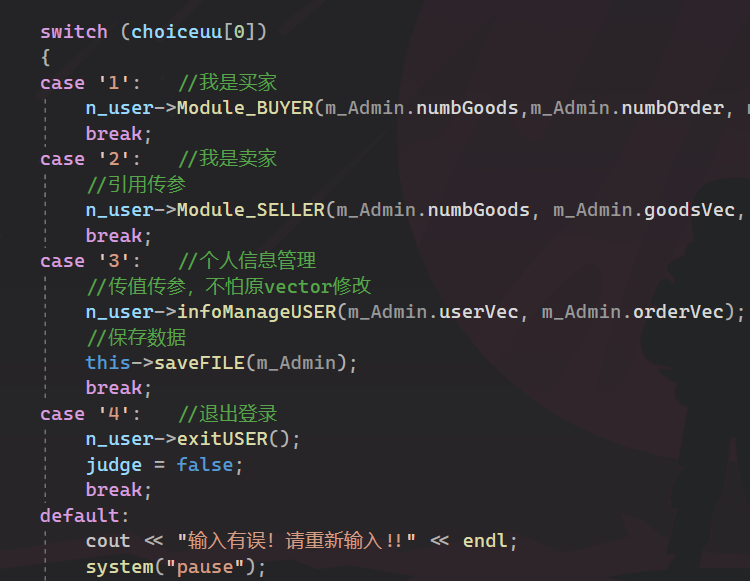 switch (choiceuu[0])
{
case '1':   //我是买家
    n_user->Module_BUYER(m_Admin.numbGoods,m_Admin.numbOrder,
    break;
case '2':   //我是卖家
    //引用传参
    n_user->Module_SELLER(m_Admin.numbGoods, m_Admin.goodsVec,
    break;
case '3':   //个人信息管理
    //传值传参，不怕原vector修改
    n_user->infoManageUSER(m_Admin.userVec, m_Admin.orderVec);
    //保存数据
    this->saveFILE(m_Admin);
    break;
case '4':   //退出登录
    n_user->exitUSER();
    judge = false;
    break;
default:
    cout << "输入有误！请重新输入!!" << endl;
    system("pause");